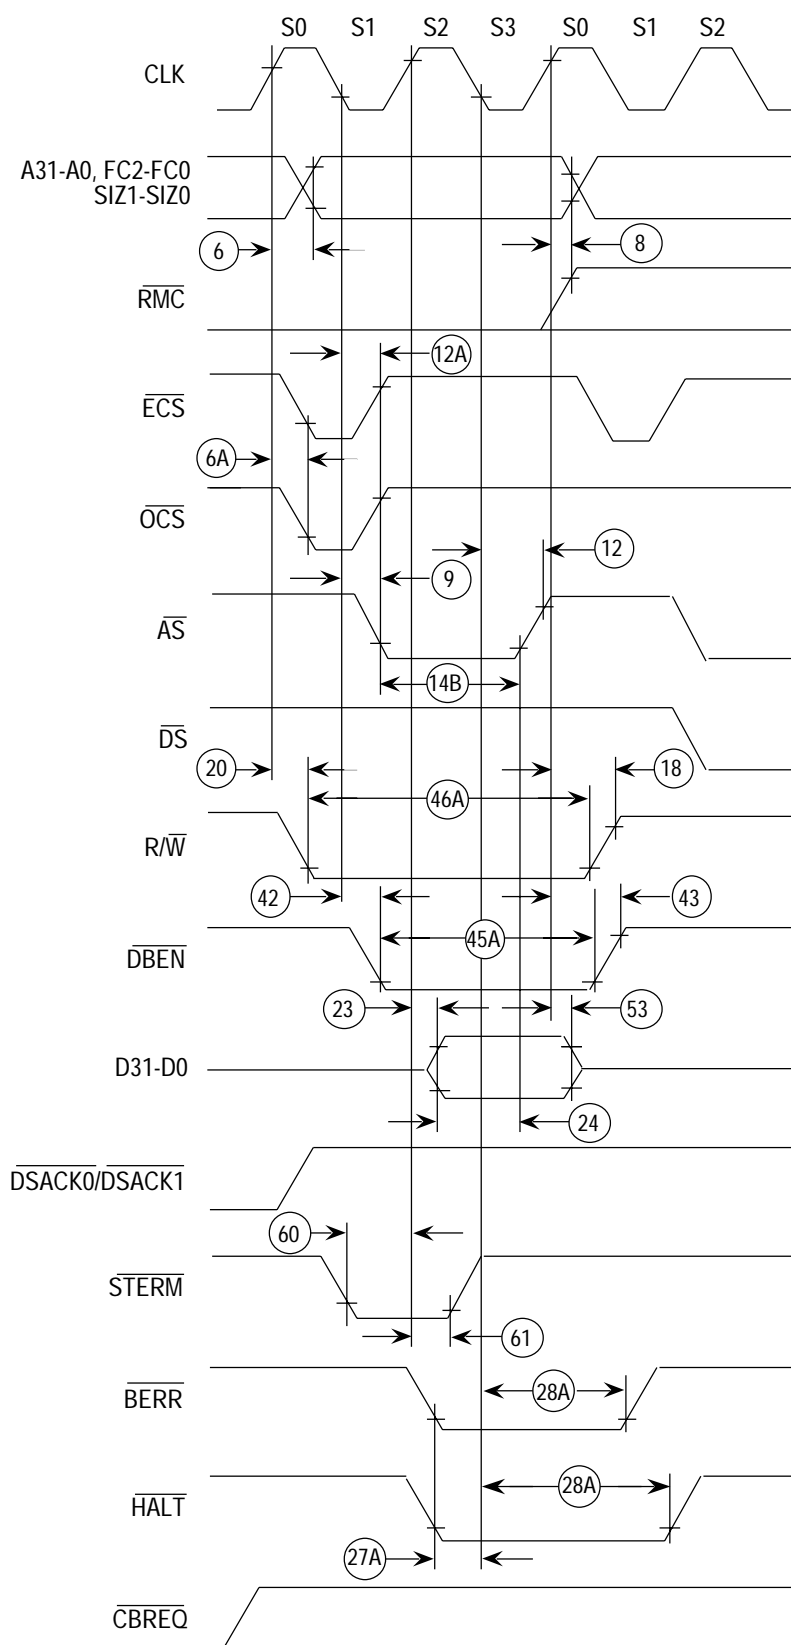 S0 S1 S2 S3 S0 S1 S2
CLK
A31-A0, FC2-FC0
SIZ1-SIZ0
6
8
RMC
12A
ECS
6A
OCS
12
9
AS
14B
DS
20
18
46A
R/W
42
43
45A
DBEN
23
53
D31-D0
24
DSACK0/DSACK1
60
STERM
61
28A
BERR
28A
HALT
27A
CBREQ